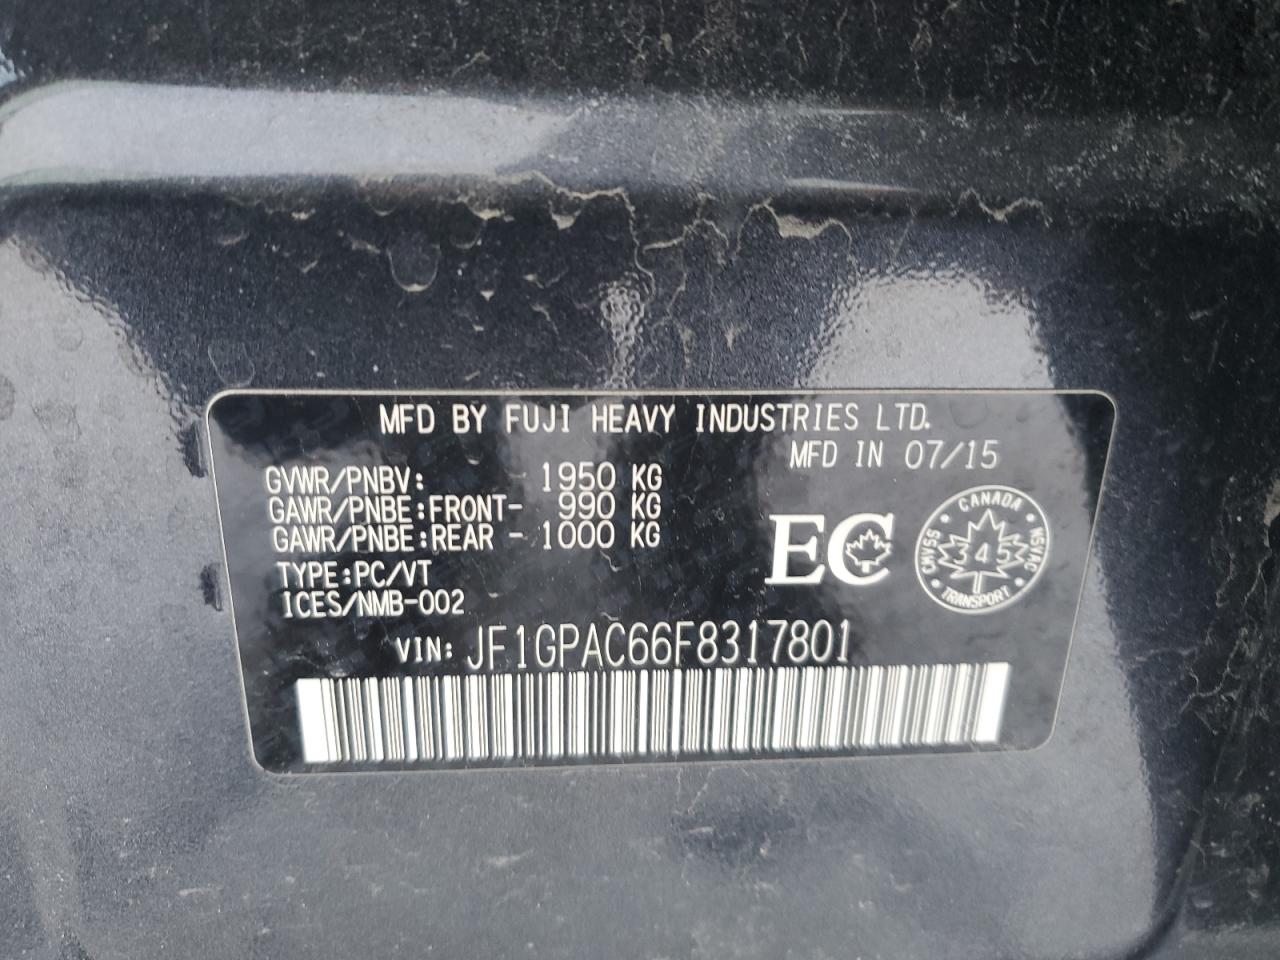 MFD BY FUJI HEAVY INDUSTRIES LTD.
MFD IN 07/15
GVWR/PNBV: 1950 KG
GAWR/PNBE:FRONT- 990 KG
GAWR/PNBE:REAR - 1000 KG
TYPE:PC/VT
ICES/NMB-002
EC
CANADA
CMVSS 345 NSVAC
TRANSPORT
VIN: JF1GPAC66F8317801